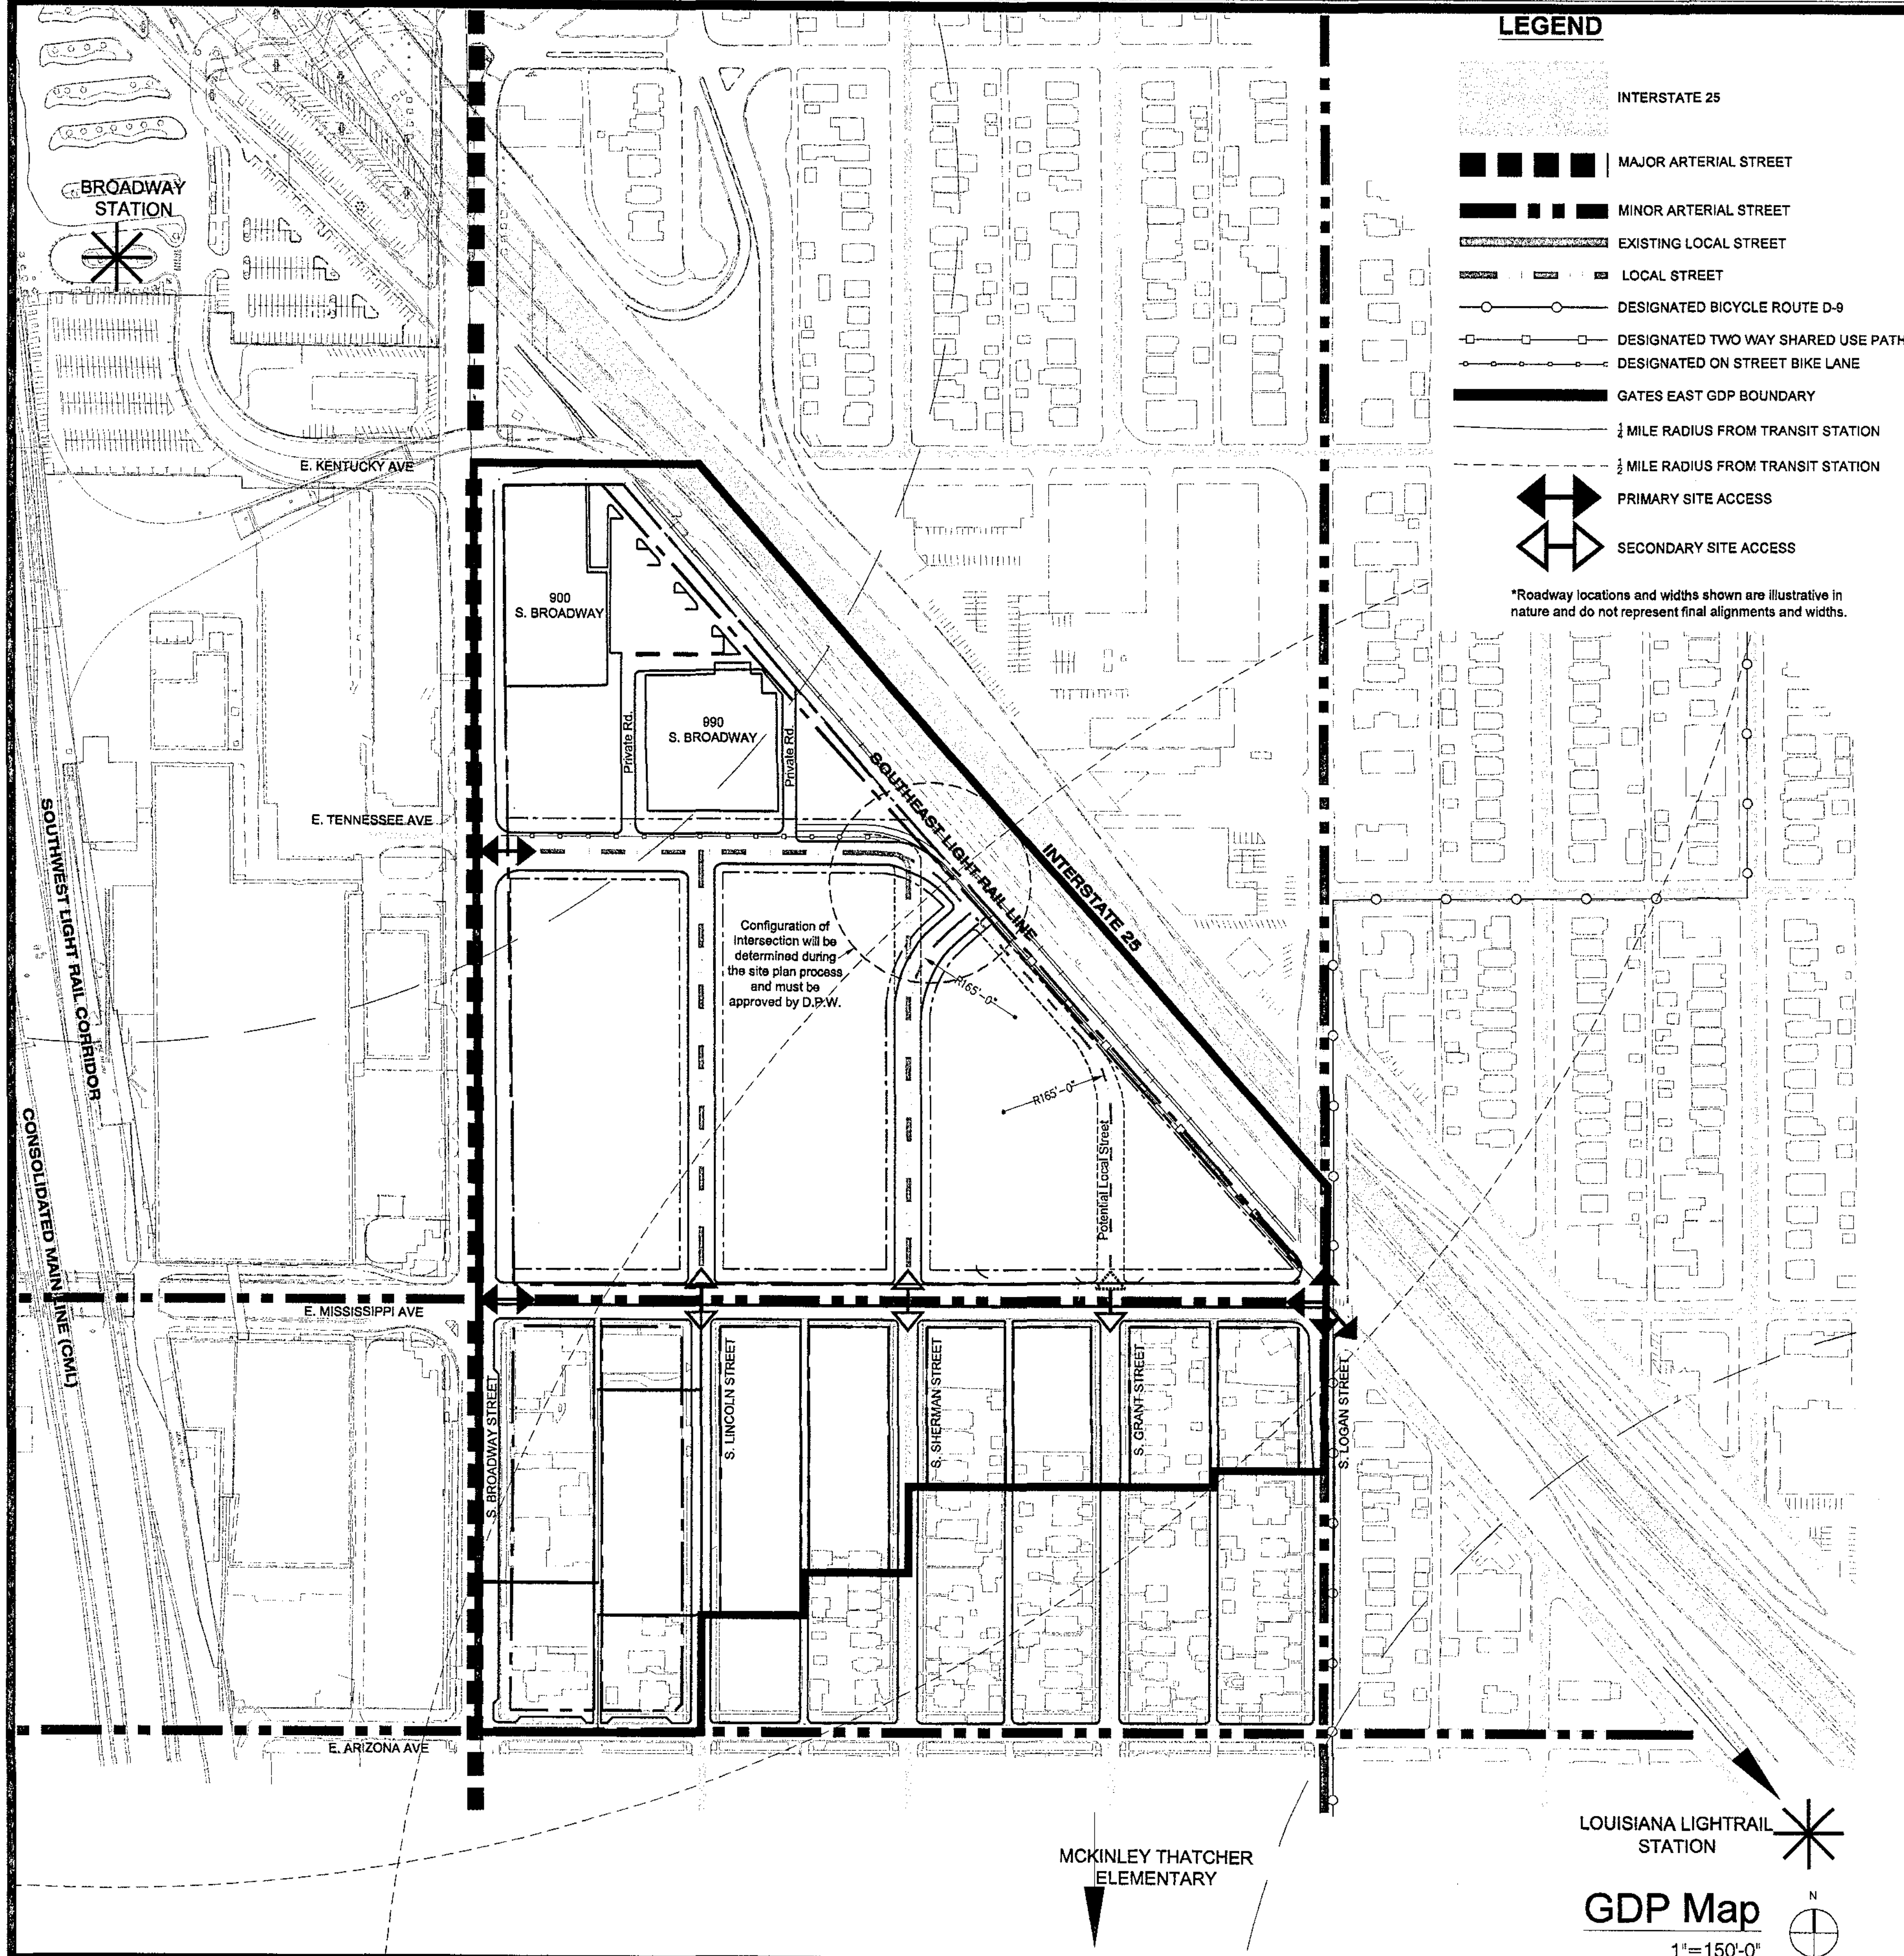 LEGEND
INTERSTATE 25
MAJOR ARTERIAL STREET
MINOR ARTERIAL STREET
EXISTING LOCAL STREET
LOCAL STREET
DESIGNATED BICYCLE ROUTE D-9
DESIGNATED TWO WAY SHARED USE PATH
DESIGNATED ON STREET BIKE LANE
GATES EAST GDP BOUNDARY
¼ MILE RADIUS FROM TRANSIT STATION
½ MILE RADIUS FROM TRANSIT STATION
PRIMARY SITE ACCESS
SECONDARY SITE ACCESS
*Roadway locations and widths shown are illustrative in
nature and do not represent final alignments and widths.
BROADWAY
STATION
E. KENTUCKY AVE
900
S. BROADWAY
990
S. BROADWAY
Private Rd.
Private Rd.
E. TENNESSEE AVE
SOUTHEAST LIGHT RAIL LINE
INTERSTATE 25
SOUTHWEST LIGHT RAIL CORRIDOR
CONSOLIDATED MAIN LINE (CML)
Configuration of
Intersection will be
determined during
the site plan process
and must be
approved by D.P.W.
R165'-0"
R165'-0"
Potential Local Street
E. MISSISSIPPI AVE
S. BROADWAY STREET
S. LINCOLN STREET
S. SHERMAN STREET
S. GRANT STREET
S. LOGAN STREET
E. ARIZONA AVE
MCKINLEY THATCHER
ELEMENTARY
LOUISIANA LIGHTRAIL
STATION
GDP Map
N
1"=150'-0"